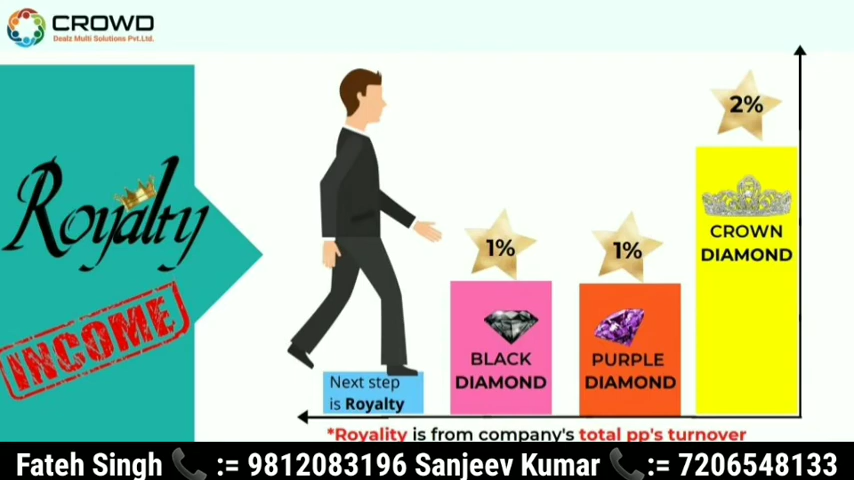 CROWD
Dealz Multi Solutions Pvt.Ltd.
Royalty
INCOME
2%
1%
1%
CROWN
DIAMOND
BLACK
DIAMOND
PURPLE
DIAMOND
Next step
is Royalty
*Royality is from company's total pp's turnover
Fateh Singh 📞 := 9812083196 Sanjeev Kumar 📞:= 7206548133